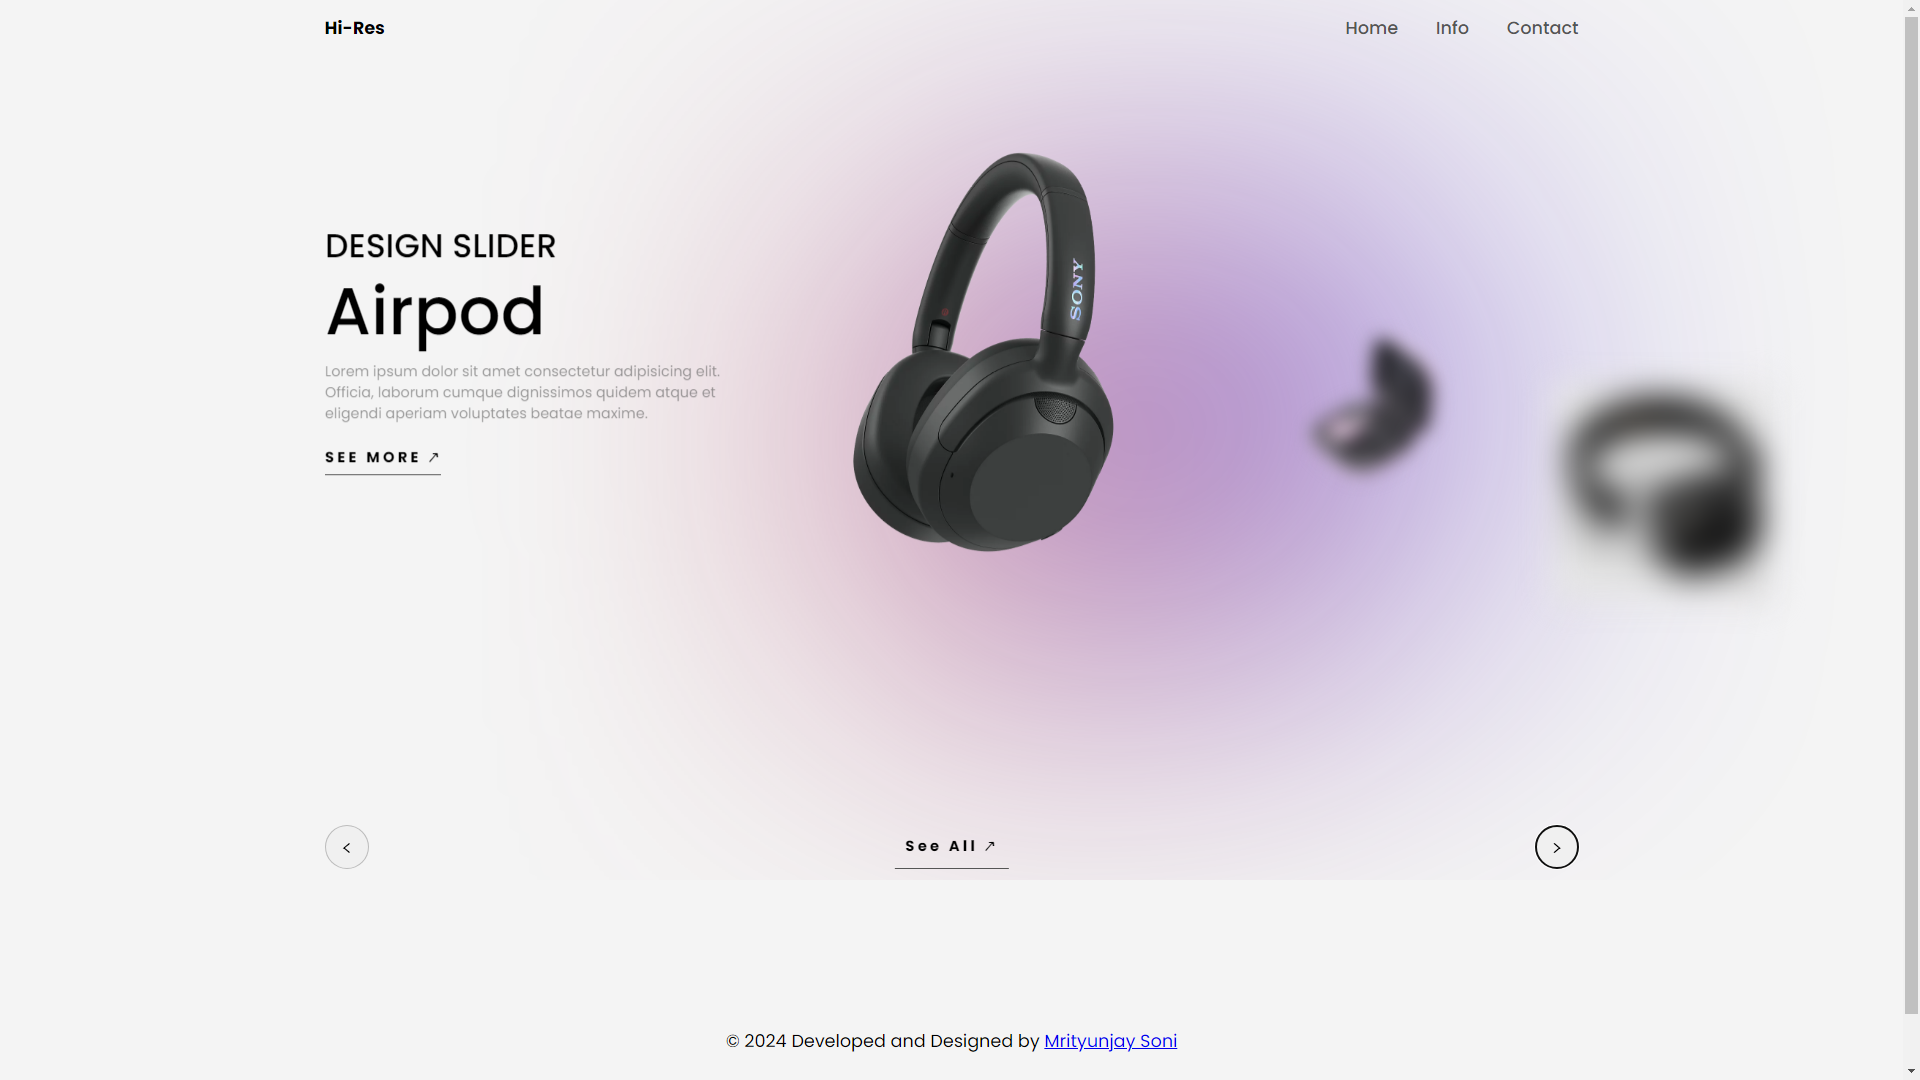 Hi-Res
Home
Info
Contact
DESIGN SLIDER
Airpod
Lorem ipsum dolor sit amet consectetur adipisicing elit.
Officia, laborum cumque dignissimos quidem atque et
eligendi aperiam voluptates beatae maxime.
SEE MORE ↗
SONY
<
See All ↗
>
© 2024 Developed and Designed by Mrityunjay Soni